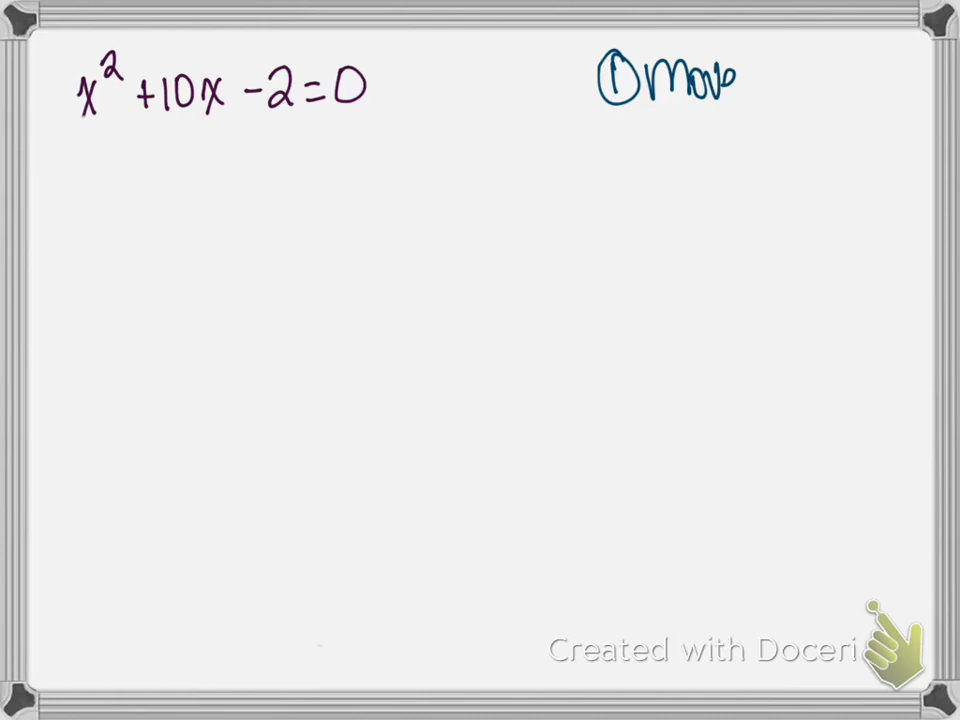 x² + 10x - 2 = 0
① move
Created with Doceri